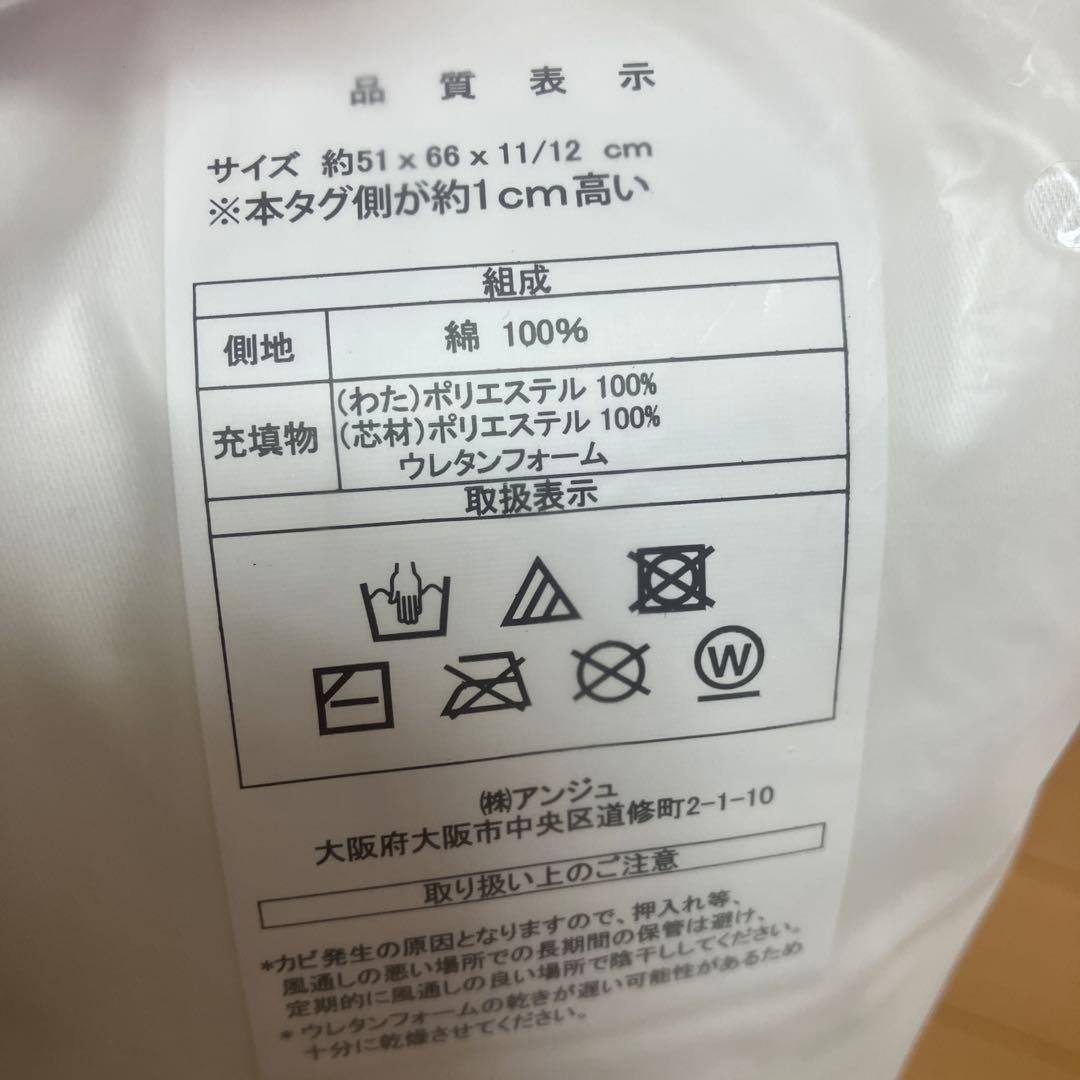 品質表示
サイズ 約51 x 66 x 11/12 cm
※本タグ側が約1cm高い
組成
側地 綿 100%
充填物
(わた)ポリエステル 100%
(芯材)ポリエステル 100%
ウレタンフォーム
取扱表示
W
㈱アンジュ
大阪府大阪市中央区道修町2-1-10
取り扱い上のご注意
*カビ発生の原因となりますので、押入れ等、
風通しの悪い場所での長期間の保管は避け、
定期的に風通しの良い場所で陰干ししてください。
*ウレタンフォームの乾きが遅い可能性があるため
十分に乾燥させてください。